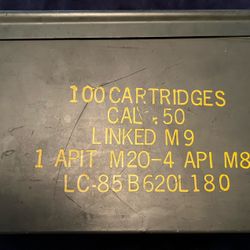 100 CARTRIDGES
CAL .50
LINKED M9
1 APIT M20-4 API M8
LC-85B620L180